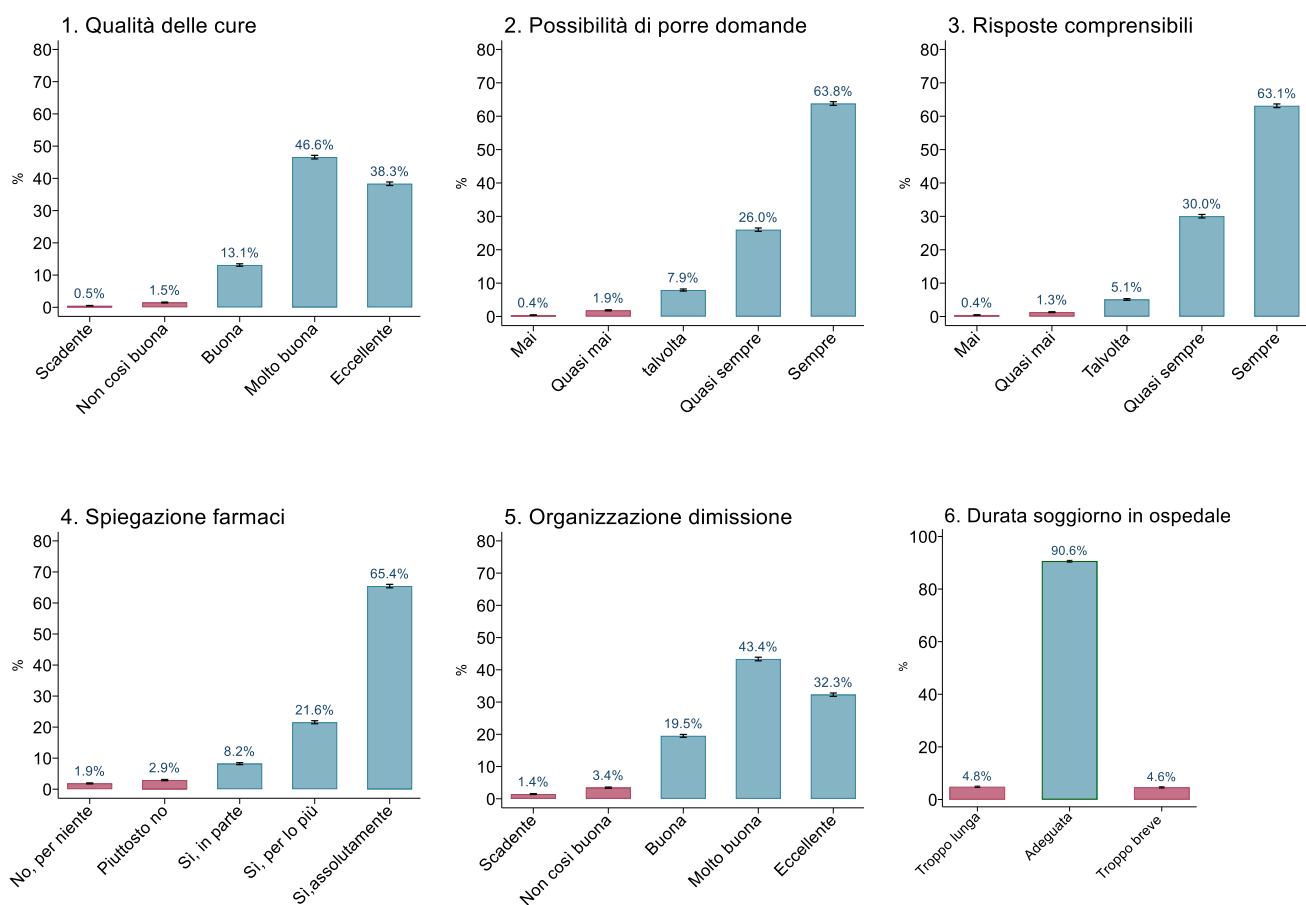 1. Qualità delle cure
80
70
60
50
40
30
20
10
0
%
0.5%
1.5%
13.1%
46.6%
38.3%
Scadente
Non così buona
Buona
Molto buona
Eccellente
2. Possibilità di porre domande
80
70
60
50
40
30
20
10
0
%
0.4%
1.9%
7.9%
26.0%
63.8%
Mai
Quasi mai
talvolta
Quasi sempre
Sempre
3. Risposte comprensibili
80
70
60
50
40
30
20
10
0
%
0.4%
1.3%
5.1%
30.0%
63.1%
Mai
Quasi mai
Talvolta
Quasi sempre
Sempre
4. Spiegazione farmaci
80
70
60
50
40
30
20
10
0
%
1.9%
2.9%
8.2%
21.6%
65.4%
No, per niente
Piuttosto no
Sì, in parte
Sì, per lo più
Sì,assolutamente
5. Organizzazione dimissione
80
70
60
50
40
30
20
10
0
%
1.4%
3.4%
19.5%
43.4%
32.3%
Scadente
Non così buona
Buona
Molto buona
Eccellente
6. Durata soggiorno in ospedale
100
80
60
40
20
0
%
4.8%
90.6%
4.6%
Troppo lunga
Adeguata
Troppo breve